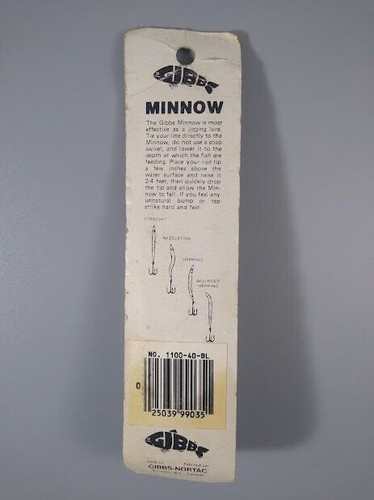 GIBBS
MINNOW
The Gibbs Minnow is most
effective as a jigging lure.
Tie your line directly to the
Minnow, do not use a snap
swivel, and lower it to the
depth at which the fish are
feeding. Place your rod tip
a few inches above the
water surface and raise it
2-4 feet, then quickly drop
the tip and allow the Min-
now to fall. If you feel any
unnatural bump or tap
strike hard and fast.
STRAIGHT
NEEDLEFISH
HERRING
WOUNDED
HERRING
NO. 1100-40-BL
0
25039 99035
GIBBS
GIBBS-NORTAC